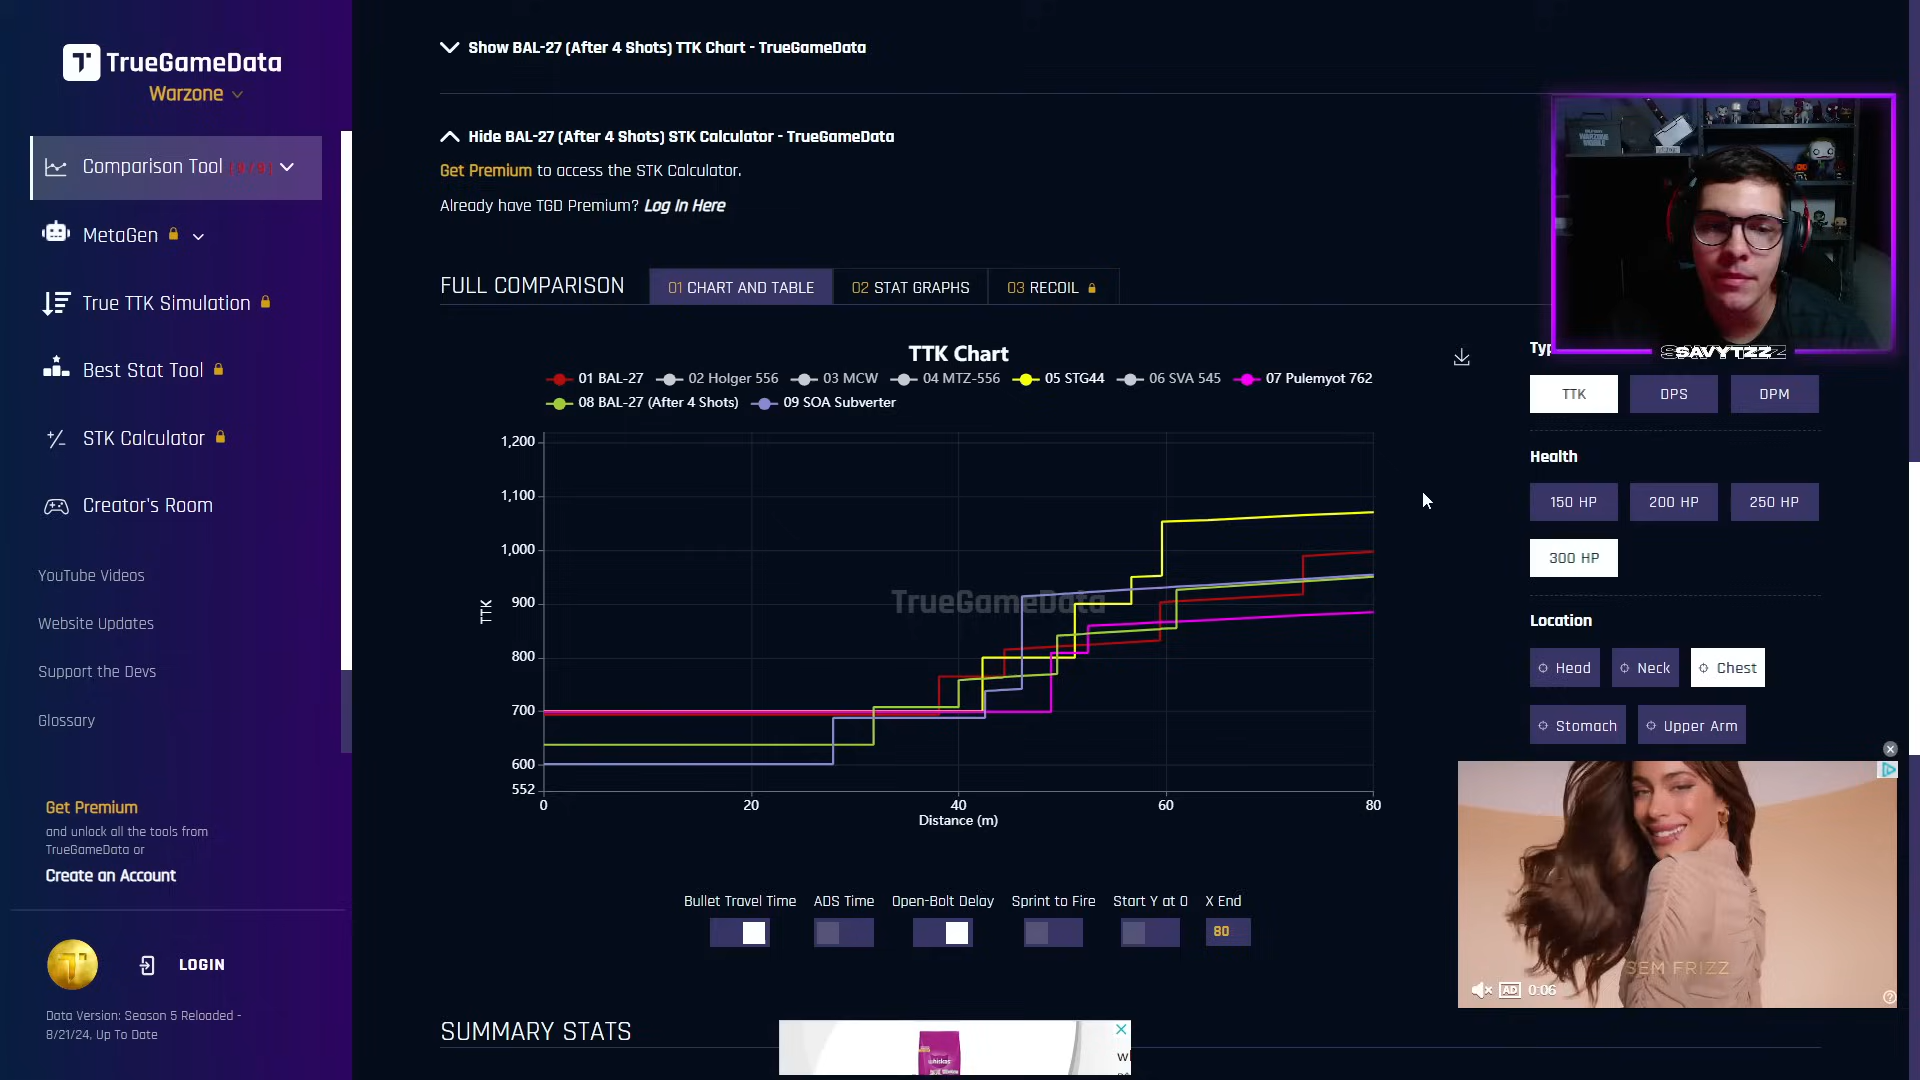 TrueGameData
Warzone
Comparison Tool [9/9]
MetaGen
True TTK Simulation
Best Stat Tool
STK Calculator
Creator's Room
YouTube Videos
Website Updates
Support the Devs
Glossary
Get Premium
and unlock all the tools from
TrueGameData or
Create an Account
LOGIN
Data Version: Season 5 Reloaded -
8/21/24, Up To Date
Show BAL-27 (After 4 Shots) TTK Chart - TrueGameData
Hide BAL-27 (After 4 Shots) STK Calculator - TrueGameData
Get Premium to access the STK Calculator.
Already have TGD Premium? Log In Here
FULL COMPARISON
01 CHART AND TABLE
02 STAT GRAPHS
03 RECOIL
TTK Chart
01 BAL-27 02 Holger 556 03 MCW 04 MTZ-556 05 STG44 06 SVA 545 07 Pulemyot 762
08 BAL-27 (After 4 Shots) 09 SOA Subverter
1,200
1,100
1,000
900
800
700
600
552
TTK
TrueGameData
0 20 40 60 80
Distance (m)
Bullet Travel Time ADS Time Open-Bolt Delay Sprint to Fire Start Y at 0 X End
80
SUMMARY STATS
whiskas
SAVYTZZ
Typ
TTK DPS DPM
Health
150 HP 200 HP 250 HP
300 HP
Location
Head Neck Chest
Stomach Upper Arm
SEM FRIZZ
AD 0:06